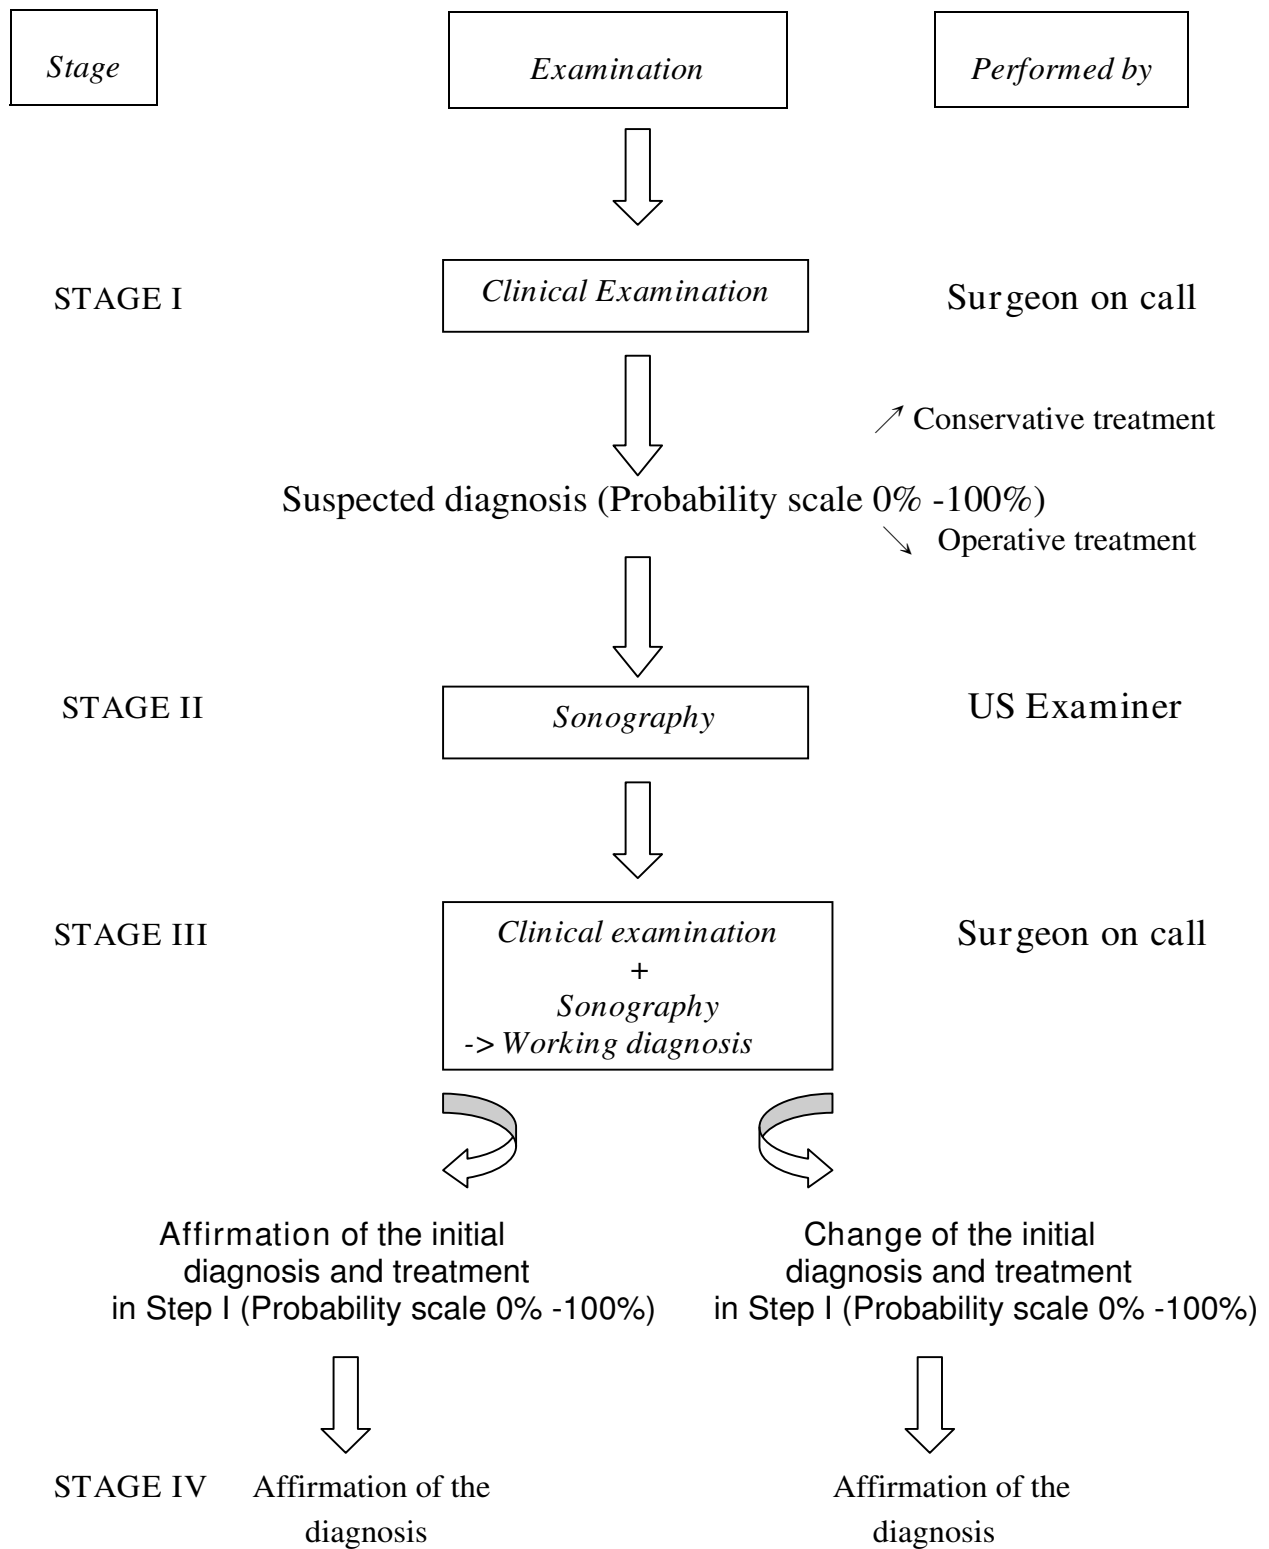 Stage
Examination
Performed by
STAGE I
Clinical Examination
Surgeon on call
Conservative treatment
Suspected diagnosis (Probability scale 0% -100%)
Operative treatment
STAGE II
Sonography
US Examiner
STAGE III
Clinical examination
+
Sonography
-> Working diagnosis
Surgeon on call
Affirmation of the initial
diagnosis and treatment
in Step I (Probability scale 0% -100%)
Change of the initial
diagnosis and treatment
in Step I (Probability scale 0% -100%)
STAGE IV
Affirmation of the
diagnosis
Affirmation of the
diagnosis